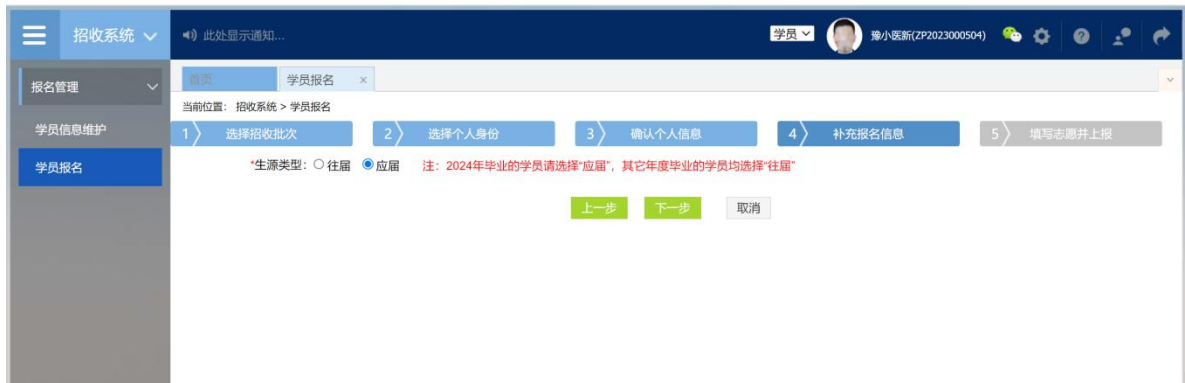 招收系统
此处显示通知...
学员
豫小医新(ZP2023000504)
报名管理
首页
学员报名 ×
当前位置： 招收系统 > 学员报名
学员信息维护
1 选择招收批次
2 选择个人身份
3 确认个人信息
4 补充报名信息
5 填写志愿并上报
学员报名
*生源类型： 往届 应届 注：2024年毕业的学员请选择“应届”，其它年度毕业的学员均选择“往届”
上一步 下一步 取消